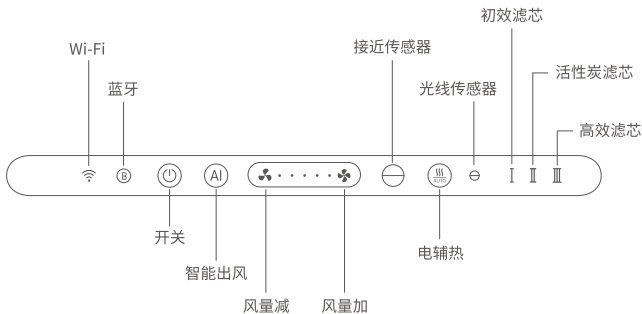 初效滤芯
Wi-Fi
接近传感器
活性炭滤芯
蓝牙
光线传感器
高效滤芯
B
AI
AUTO
I
II
III
开关
电辅热
智能出风
风量减
风量加